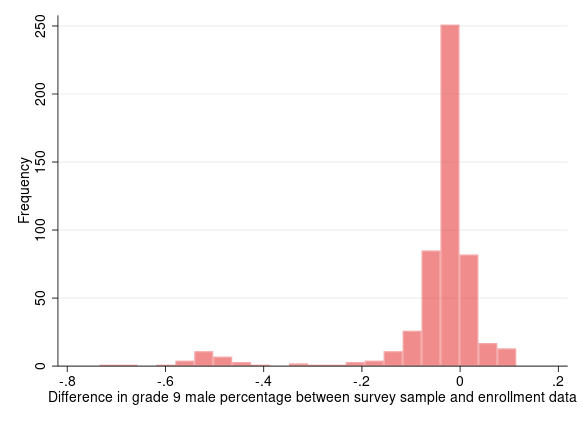 250
200
150
100
50
0
Frequency
-.8 -.6 -.4 -.2 0 .2
Difference in grade 9 male percentage between survey sample and enrollment data